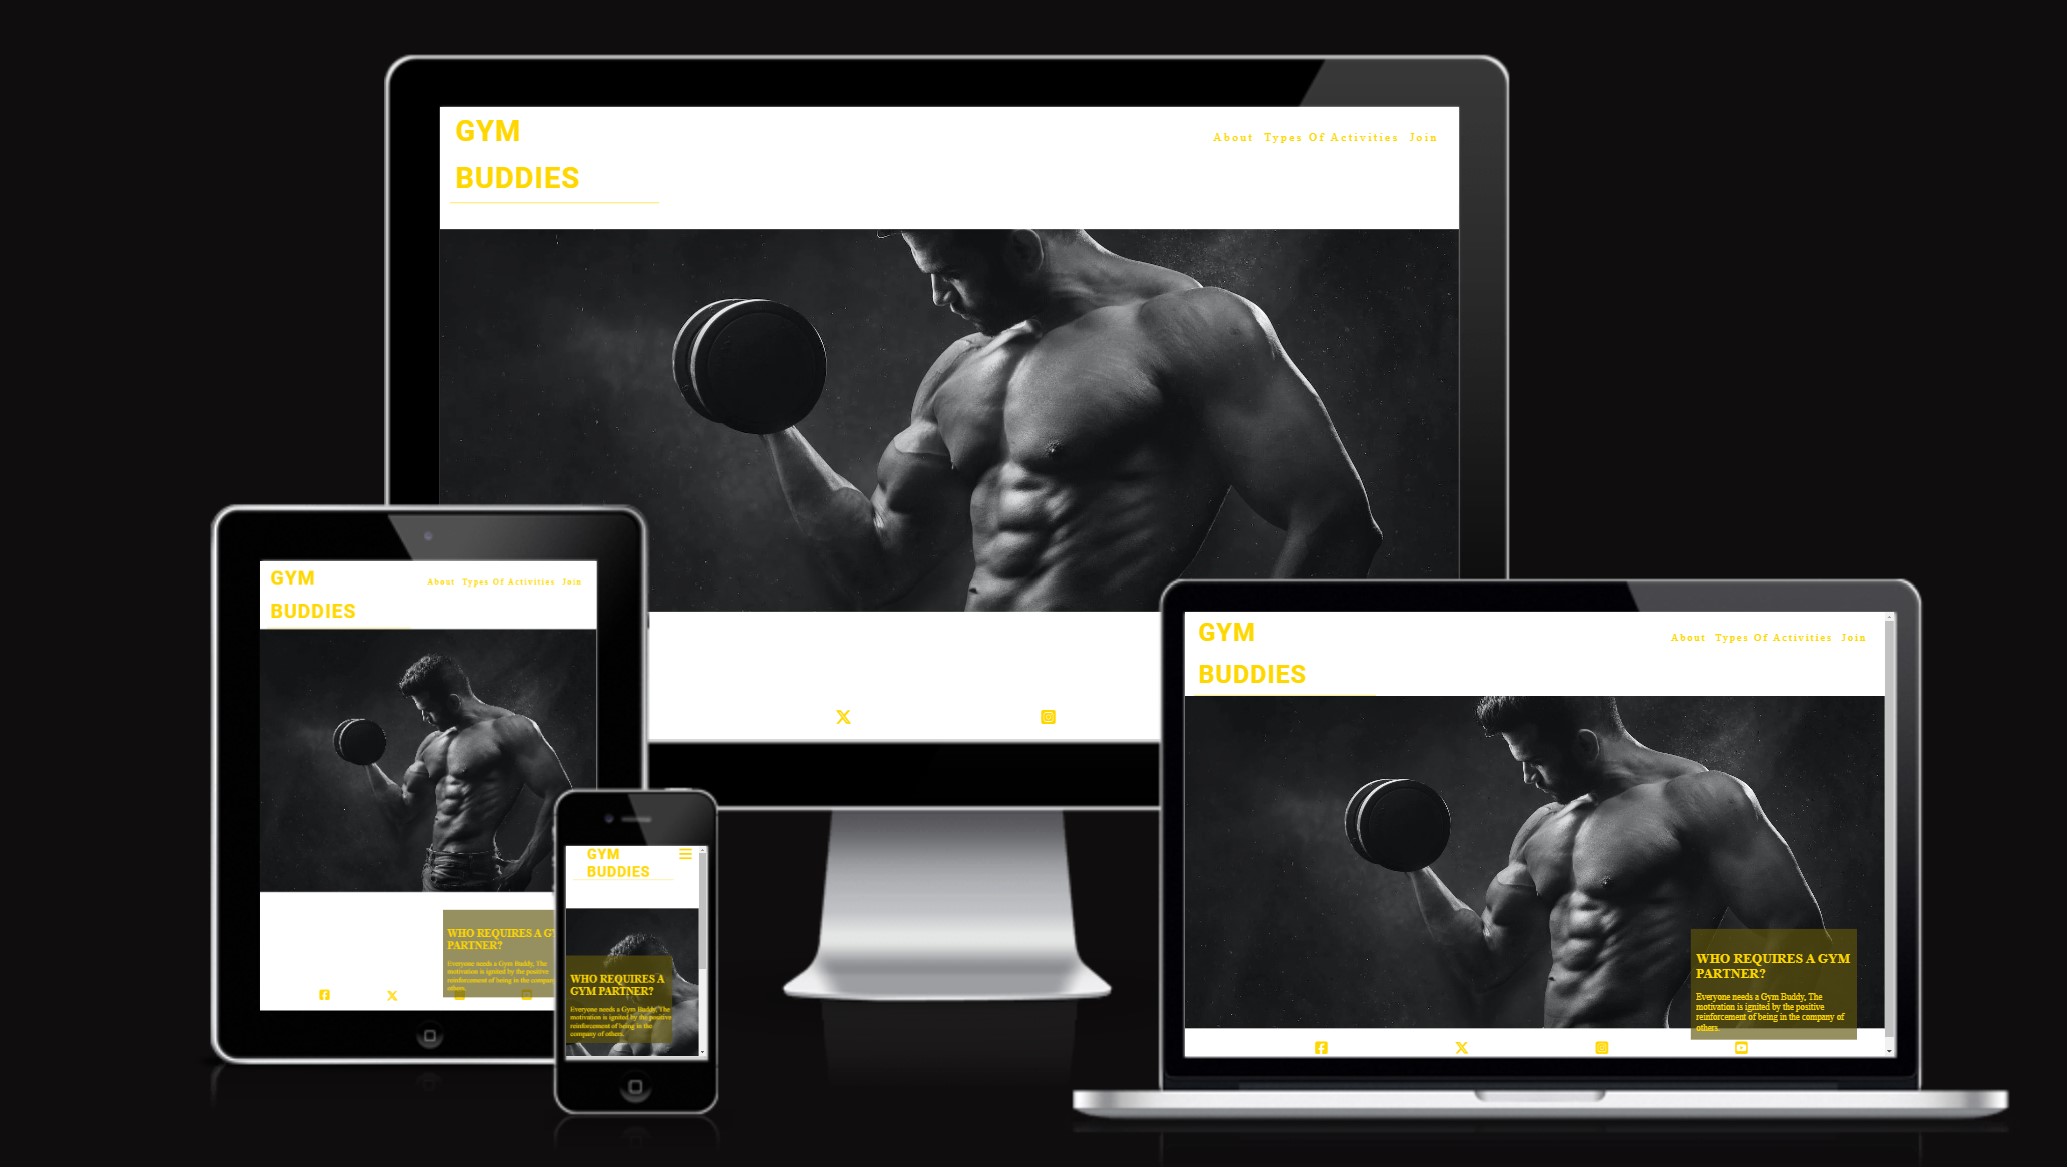 GYM
BUDDIES
About Types Of Activities Join
GYM
BUDDIES
About Types Of Activities Join
WHO REQUIRES A GY
PARTNER?
Everyone needs a Gym Buddy, The
motivation is ignited by the positive
reinforcement of being in the compan
others.
GYM
BUDDIES
WHO REQUIRES A
GYM PARTNER?
Everyone needs a Gym Buddy, The
motivation is ignited by the positive
reinforcement of being in the
company of others.
GYM
BUDDIES
About Types Of Activities Join
WHO REQUIRES A GYM
PARTNER?
Everyone needs a Gym Buddy, The
motivation is ignited by the positive
reinforcement of being in the company of
others.